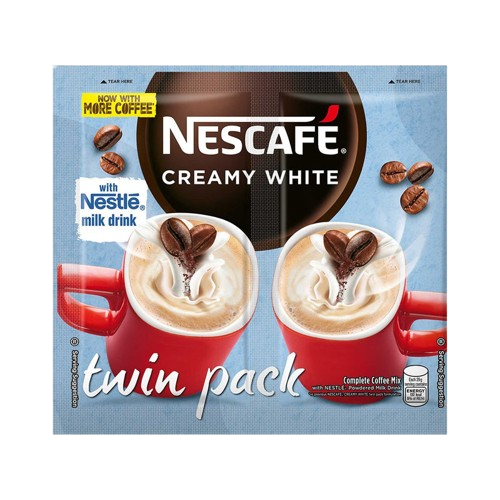 TEAR HERE
TEAR HERE
NOW WITH
MORE COFFEE*
NESCAFÉ®
CREAMY WHITE
with
Nestlé®
milk drink
twin pack
Complete Coffee Mix
with NESTLÉ® Powdered Milk Drink
Serving Suggestion
Serving Suggestion
ENERGY